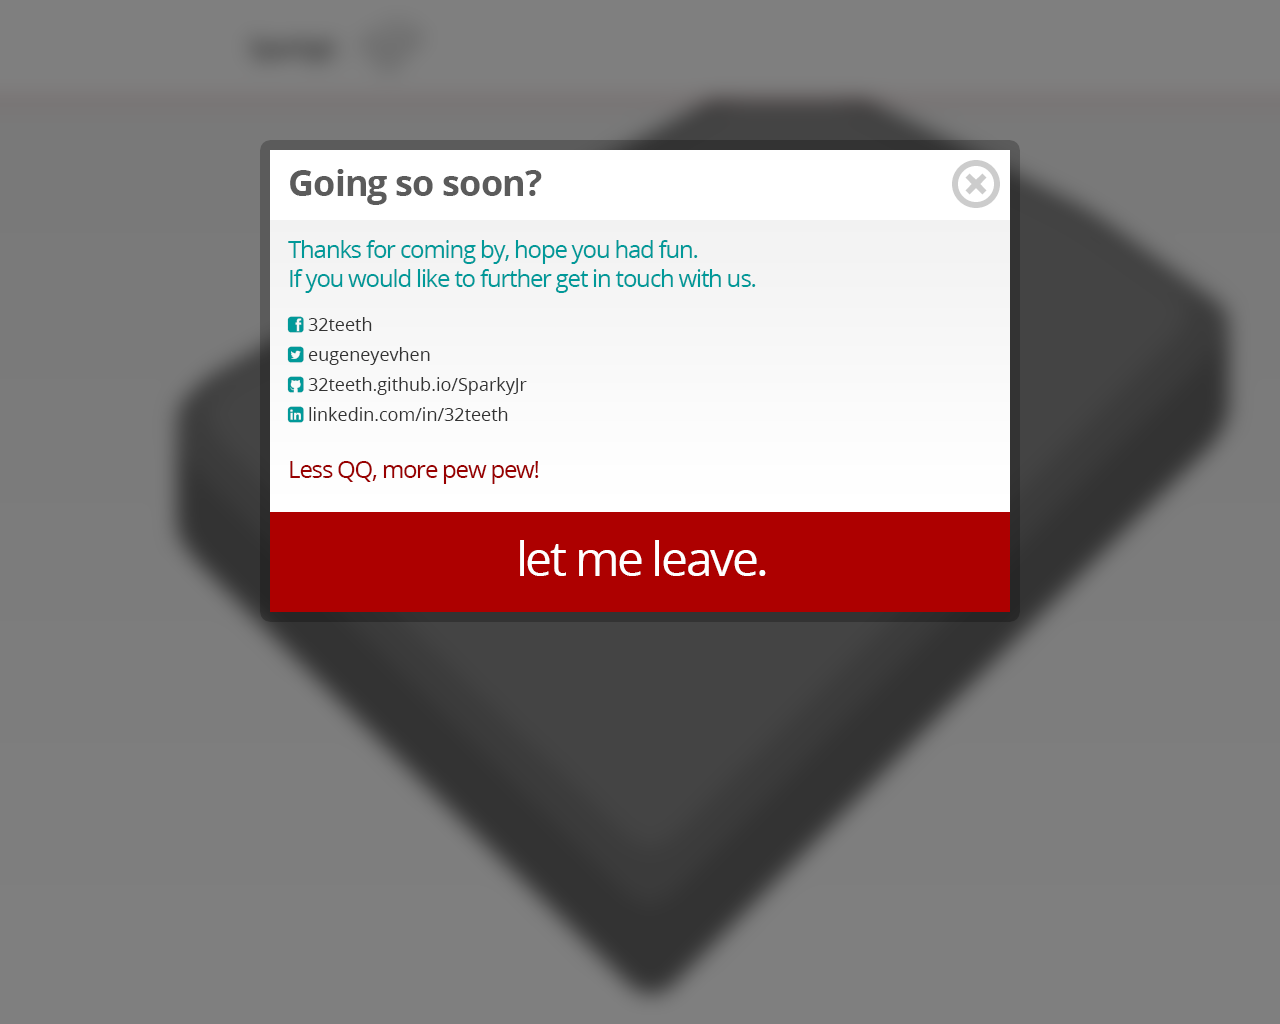 Going so soon?
Thanks for coming by, hope you had fun.
If you would like to further get in touch with us.
32teeth
eugeneyevhen
32teeth.github.io/SparkyJr
linkedin.com/in/32teeth
Less QQ, more pew pew!
let me leave.